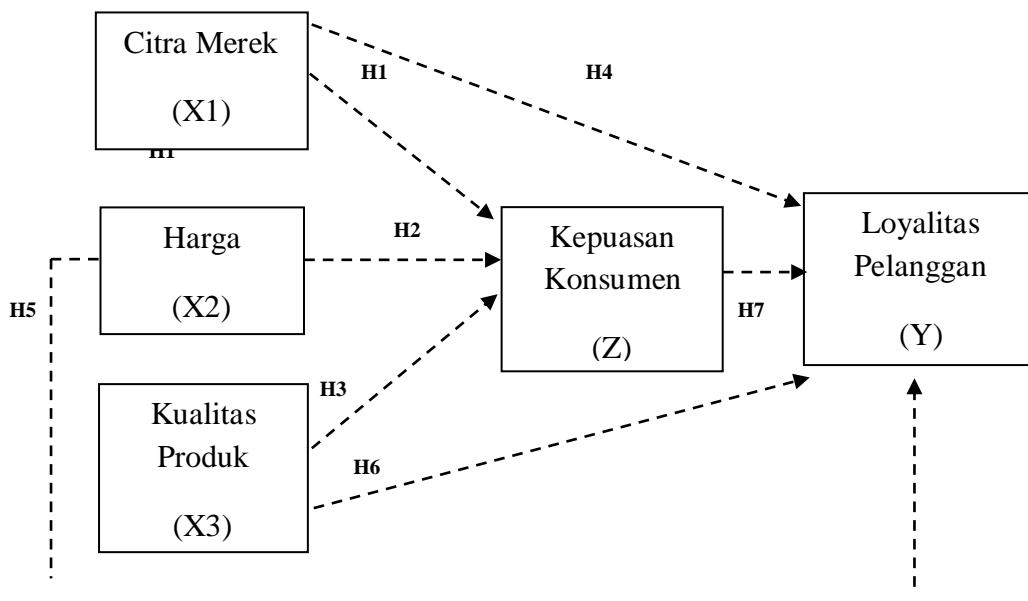 Citra Merek
(X1)
H1
H4
H1
Harga
(X2)
H2
Kepuasan
Konsumen
(Z)
Loyalitas
Pelanggan
(Y)
H5
H7
H3
Kualitas
Produk
(X3)
H6